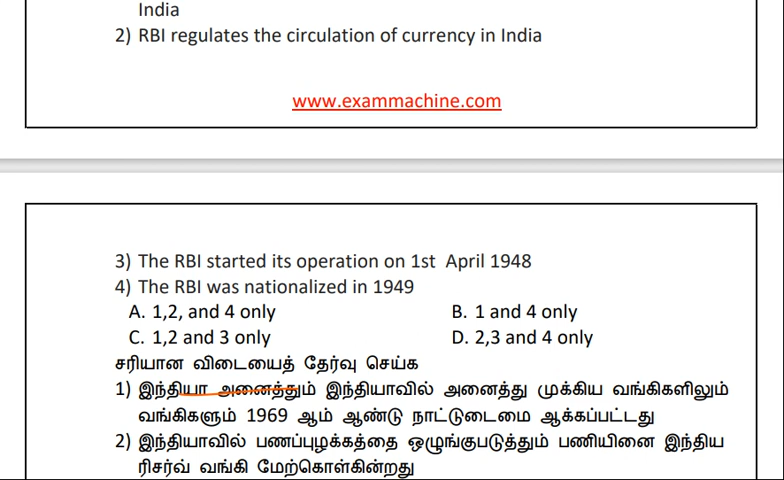 India
2) RBI regulates the circulation of currency in India
www.exammachine.com
3) The RBI started its operation on 1st April 1948
4) The RBI was nationalized in 1949
A. 1,2, and 4 only B. 1 and 4 only
C. 1,2 and 3 only D. 2,3 and 4 only
சரியான விடையைத் தேர்வு செய்க
1) இந்தியா அனைத்தும் இந்தியாவில் அனைத்து முக்கிய வங்கிகளிலும்
வங்கிகளும் 1969 ஆம் ஆண்டு நாட்டுடைமை ஆக்கப்பட்டது
2) இந்தியாவில் பணப்புழக்கத்தை ஒழுங்குபடுத்தும் பணியினை இந்திய
ரிசர்வ் வங்கி மேற்கொள்கின்றது